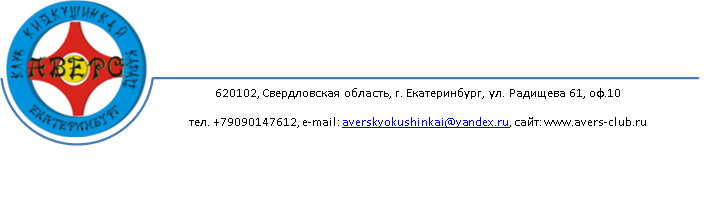 КЛУБ КИОКУШИНКАЙ КАРАТЭ
АВЕРС
ЕКАТЕРИНБУРГ
620102, Свердловская область, г. Екатеринбург, ул. Радищева 61, оф.10
тел. +79090147612, e-mail: averskyokushinkai@yandex.ru, сайт: www.avers-club.ru